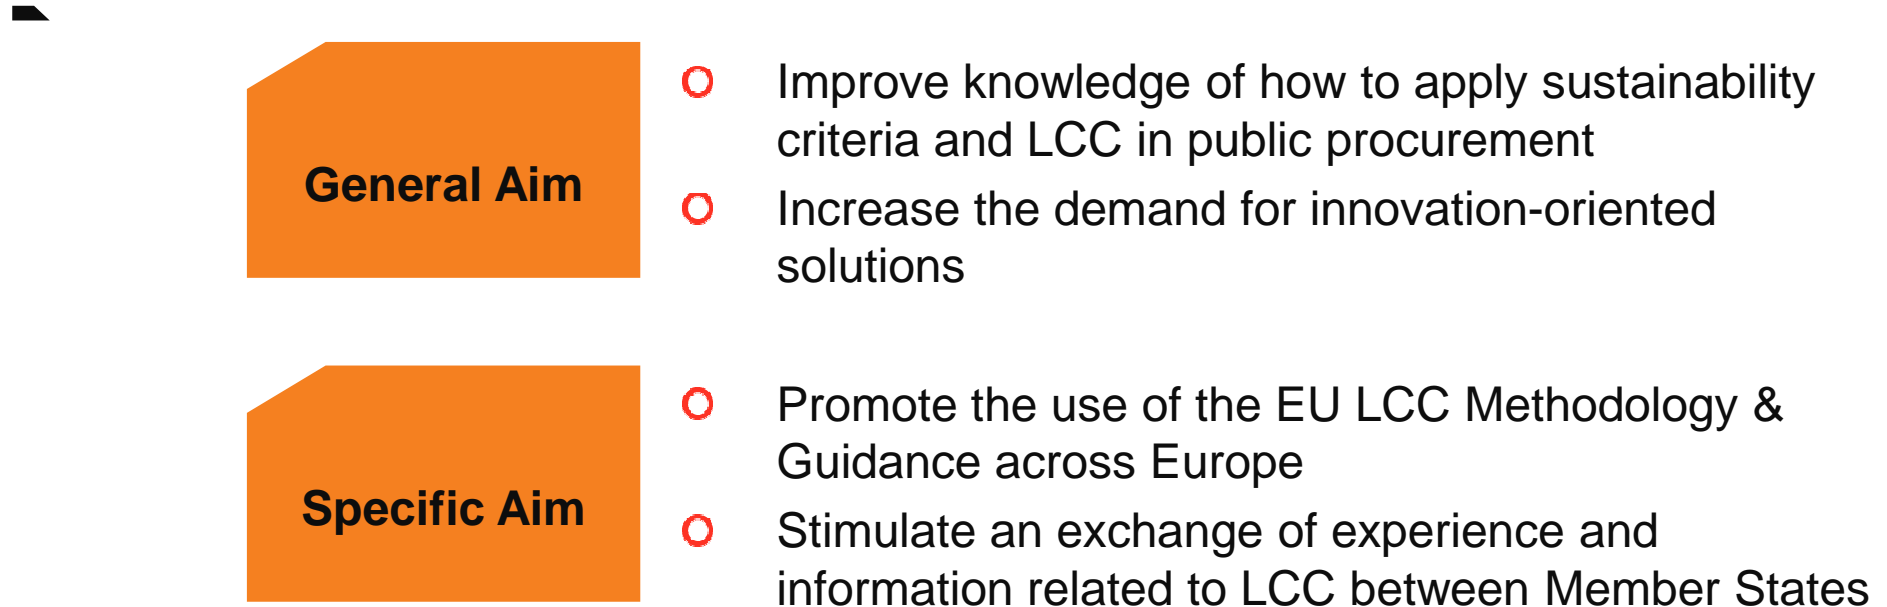 General Aim
Improve knowledge of how to apply sustainability
criteria and LCC in public procurement
Increase the demand for innovation-oriented
solutions
Specific Aim
Promote the use of the EU LCC Methodology &
Guidance across Europe
Stimulate an exchange of experience and
information related to LCC between Member States